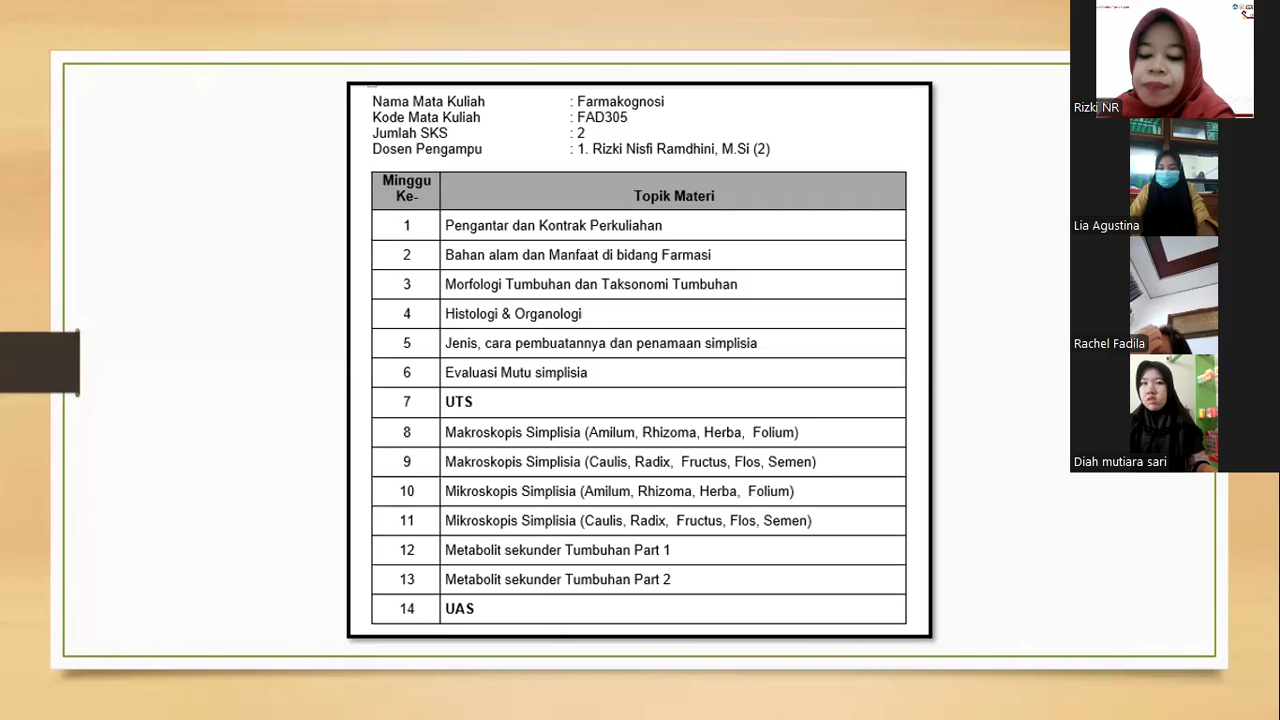 Nama Mata Kuliah : Farmakognosi
Kode Mata Kuliah : FAD305
Jumlah SKS : 2
Dosen Pengampu : 1. Rizki Nisfi Ramdhini, M.Si (2)
Minggu Ke- Topik Materi
1 Pengantar dan Kontrak Perkuliahan
2 Bahan alam dan Manfaat di bidang Farmasi
3 Morfologi Tumbuhan dan Taksonomi Tumbuhan
4 Histologi & Organologi
5 Jenis, cara pembuatannya dan penamaan simplisia
6 Evaluasi Mutu simplisia
7 UTS
8 Makroskopis Simplisia (Amilum, Rhizoma, Herba, Folium)
9 Makroskopis Simplisia (Caulis, Radix, Fructus, Flos, Semen)
10 Mikroskopis Simplisia (Amilum, Rhizoma, Herba, Folium)
11 Mikroskopis Simplisia (Caulis, Radix, Fructus, Flos, Semen)
12 Metabolit sekunder Tumbuhan Part 1
13 Metabolit sekunder Tumbuhan Part 2
14 UAS
Rizki NR
Lia Agustina
Rachel Fadila
Diah mutiara sari